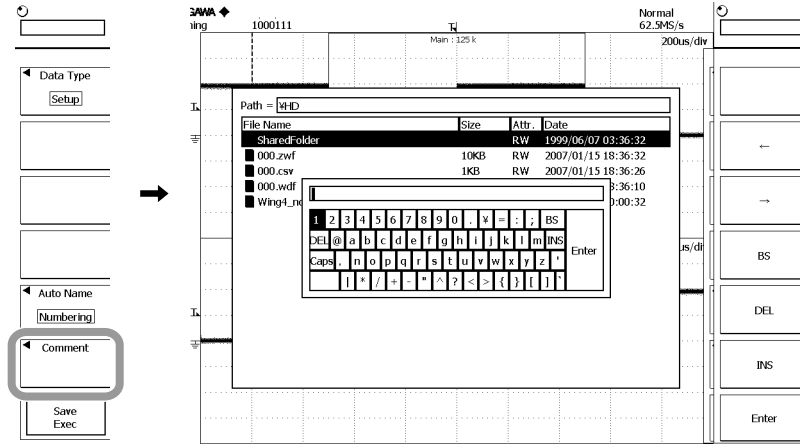 Data Type
Setup
Auto Name
Numbering
Comment
Save
Exec
GAWA ◆
ning
1000111
Normal
62.5MS/s
Main : 125 k
200us/div
Path = ¥HD
File Name Size Attr. Date
SharedFolder RW 1999/06/07 03:36:32
000.zwf 10KB RW 2007/01/15 18:36:32
000.csv 1KB RW 2007/01/15 18:36:26
000.wdf 8:36:10
Wing4_no 0:00:32
1 2 3 4 5 6 7 8 9 0 . ¥ = : ; BS
DEL @ a b c d e f g h i j k l m INS
Caps , n o p q r s t u v w x y z '
| * / + - " ^ ? < > { } [ ] `
Enter
us/di
←
→
BS
DEL
INS
Enter